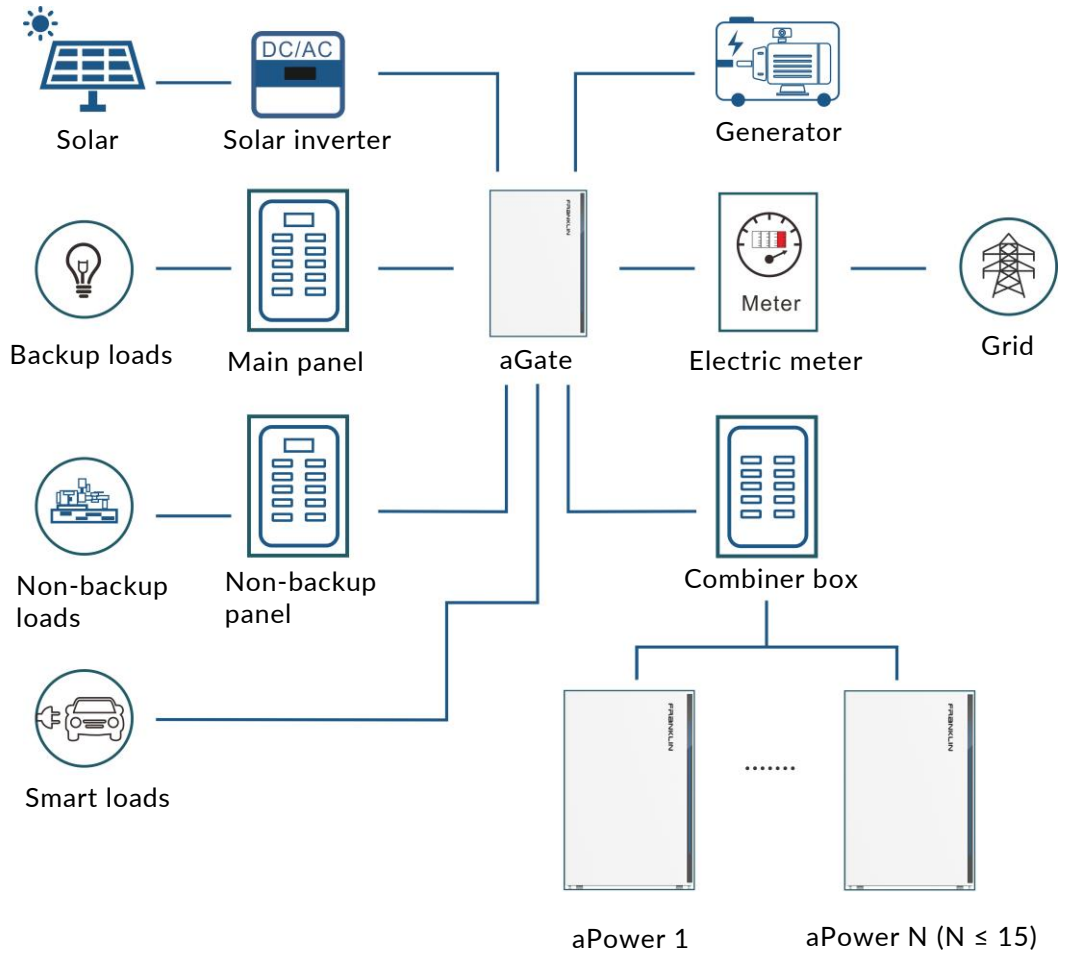 DC/AC
Solar
Solar inverter
Generator
FRANKLIN
Meter
Backup loads
Main panel
aGate
Electric meter
Grid
Non-backup
loads
Non-backup
panel
Combiner box
Smart loads
FRANKLIN
.......
FRANKLIN
aPower 1
aPower N (N ≤ 15)